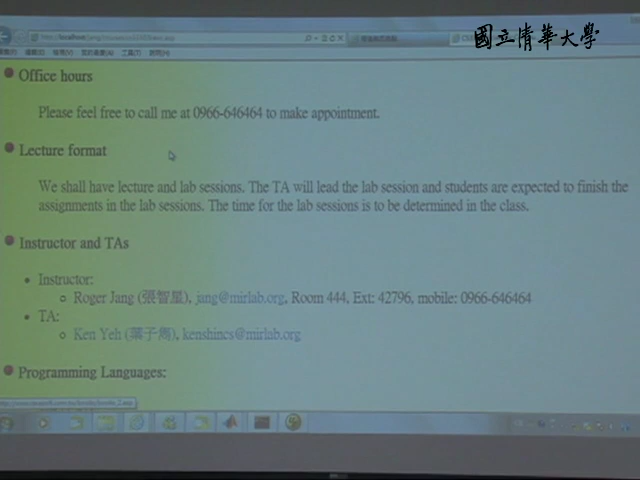 國立清華大學
Office hours
Please feel free to call me at 0966-646464 to make appointment.
Lecture format
We shall have lecture and lab sessions. The TA will lead the lab session and students are expected to finish the
assignments in the lab sessions. The time for the lab sessions is to be determined in the class.
Instructor and TAs
Instructor:
Roger Jang (張智星), jang@mirlab.org, Room 444, Ext: 42796, mobile: 0966-646464
TA:
Ken Yeh (葉子雋), kenshincs@mirlab.org
Programming Languages: